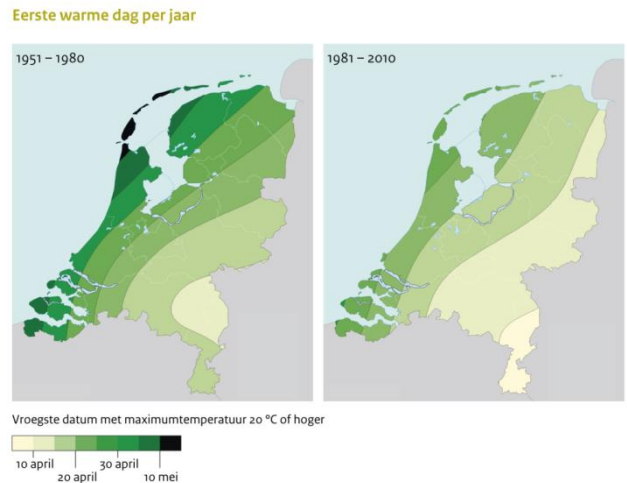 Eerste warme dag per jaar
1951 – 1980
1981 – 2010
Vroegste datum met maximumtemperatuur 20 °C of hoger
10 april
20 april
30 april
10 mei